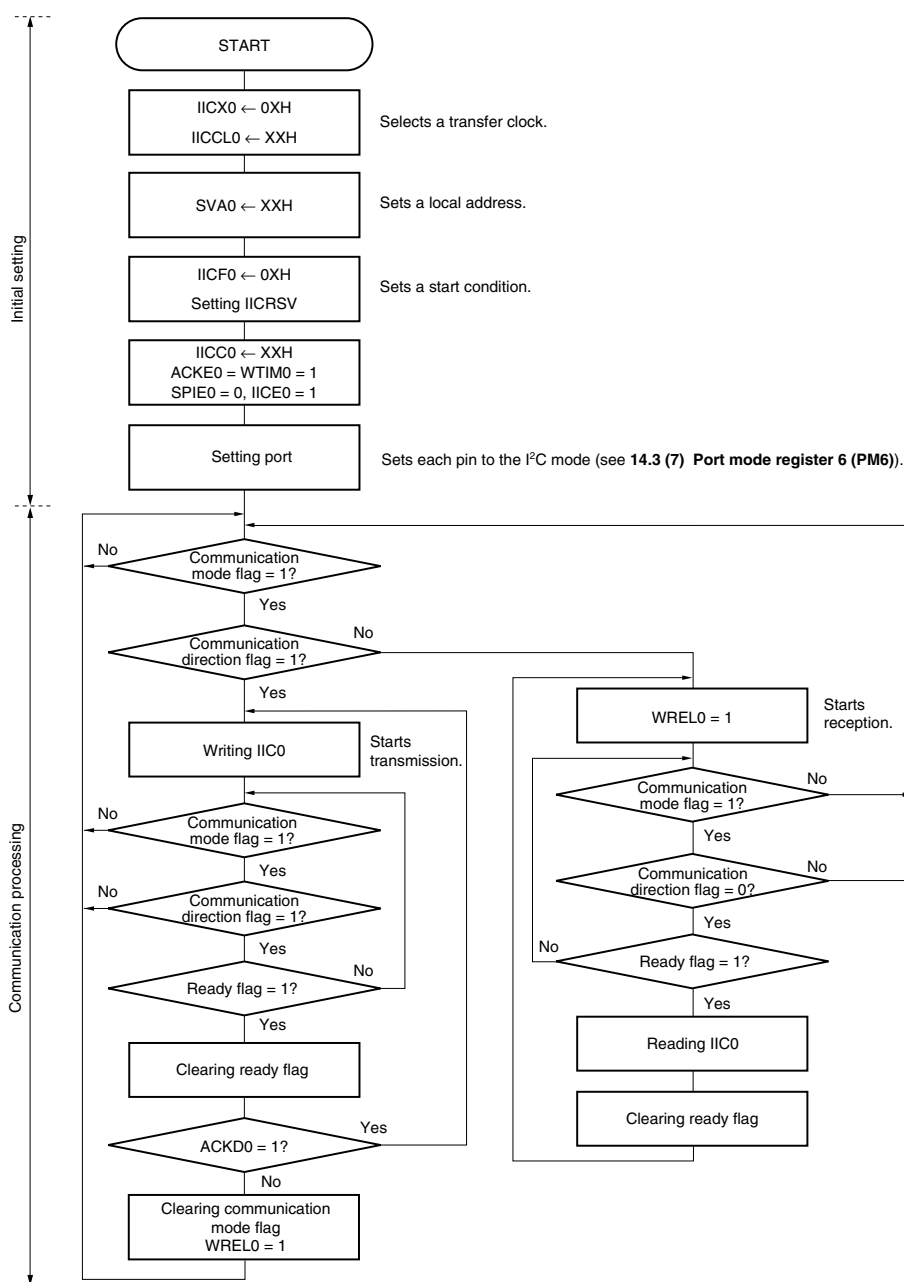 START
IICX0 ← 0XH
IICCL0 ← XXH
Selects a transfer clock.
SVA0 ← XXH
Sets a local address.
IICF0 ← 0XH
Setting IICRSV
Sets a start condition.
IICC0 ← XXH
ACKE0 = WTIM0 = 1
SPIE0 = 0, IICE0 = 1
Setting port
Sets each pin to the I²C mode (see 14.3 (7) Port mode register 6 (PM6)).
Initial setting
Communication processing
No
Communication
mode flag = 1?
Yes
Communication
direction flag = 1?
No
Yes
Writing IIC0
Starts
transmission.
No
Communication
mode flag = 1?
Yes
No
Communication
direction flag = 1?
Yes
No
Ready flag = 1?
Yes
Clearing ready flag
Yes
ACKD0 = 1?
No
Clearing communication
mode flag
WREL0 = 1
WREL0 = 1
Starts
reception.
No
Communication
mode flag = 1?
Yes
No
Communication
direction flag = 0?
Yes
No
Ready flag = 1?
Yes
Reading IIC0
Clearing ready flag